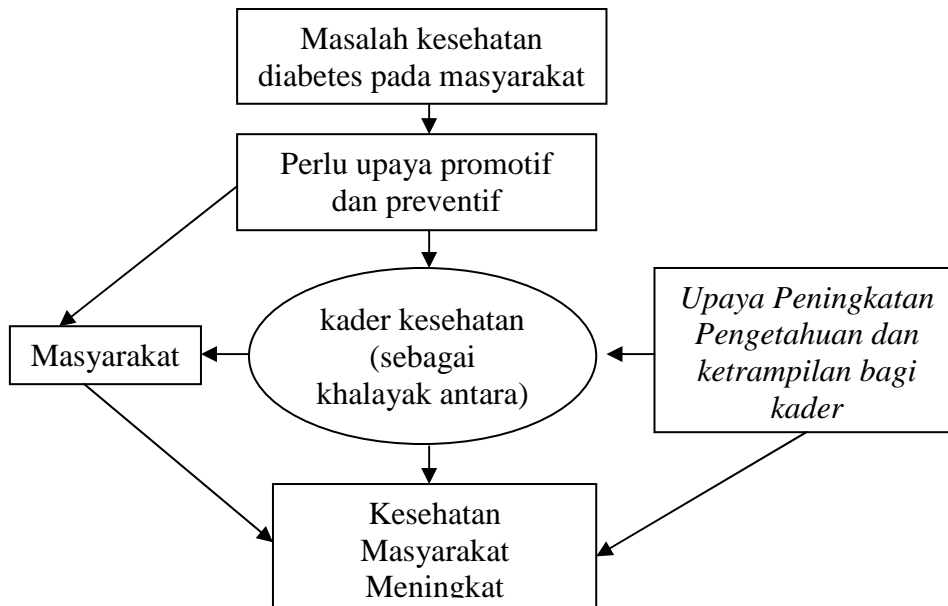 Masalah kesehatan
diabetes pada masyarakat
Perlu upaya promotif
dan preventif
kader kesehatan
(sebagai
khalayak antara)
Upaya Peningkatan
Pengetahuan dan
ketrampilan bagi
kader
Masyarakat
Kesehatan
Masyarakat
Meningkat